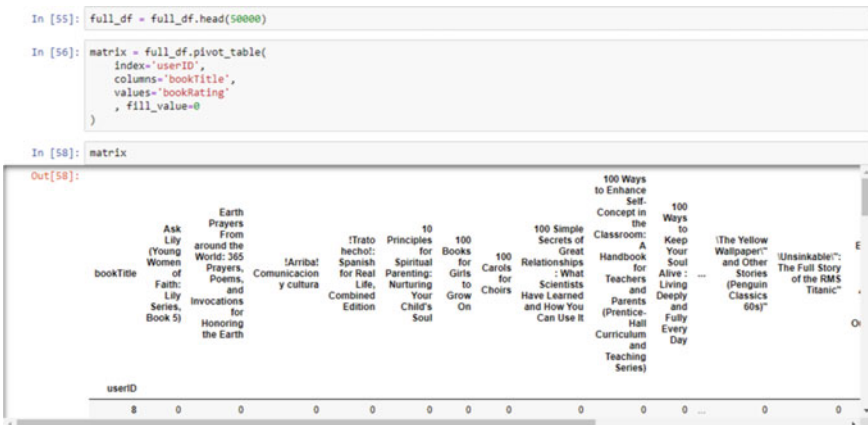 In [55]: full_df = full_df.head(50000)
In [56]: matrix = full_df.pivot_table(
index='userID',
columns='bookTitle',
values='bookRating'
, fill_value=0
)
In [58]: matrix
Out[58]:
bookTitle
Ask
Lily
(Young
Women
of
Faith:
Lily
Series,
Book 5)
Earth
Prayers
From
around the
World: 365
Prayers,
Poems,
and
Invocations
for
Honoring
the Earth
!Arriba!
Comunicacion
y cultura
!Trato
hecho!:
Spanish
for Real
Life,
Combined
Edition
10
Principles
for
Spiritual
Parenting:
Nurturing
Your
Child's
Soul
100
Books
for
Girls
to
Grow
On
100
Carols
for
Choirs
100 Simple
Secrets of
Great
Relationships
: What
Scientists
Have Learned
and How You
Can Use It
100 Ways
to Enhance
Self-
Concept in
the
Classroom:
A
Handbook
for
Teachers
and
Parents
(Prentice-
Hall
Curriculum
and
Teaching
Series)
100
Ways
to
Keep
Your
Soul
Alive :
Living
Deeply
and
Fully
Every
Day
...
\The Yellow
Wallpaper\"
and Other
Stories
(Penguin
Classics
60s)"
\Unsinkable\":
The Full Story
of the RMS
Titanic"
userID
8 0 0 0 0 0 0 0 0 0 0 ... 0 0